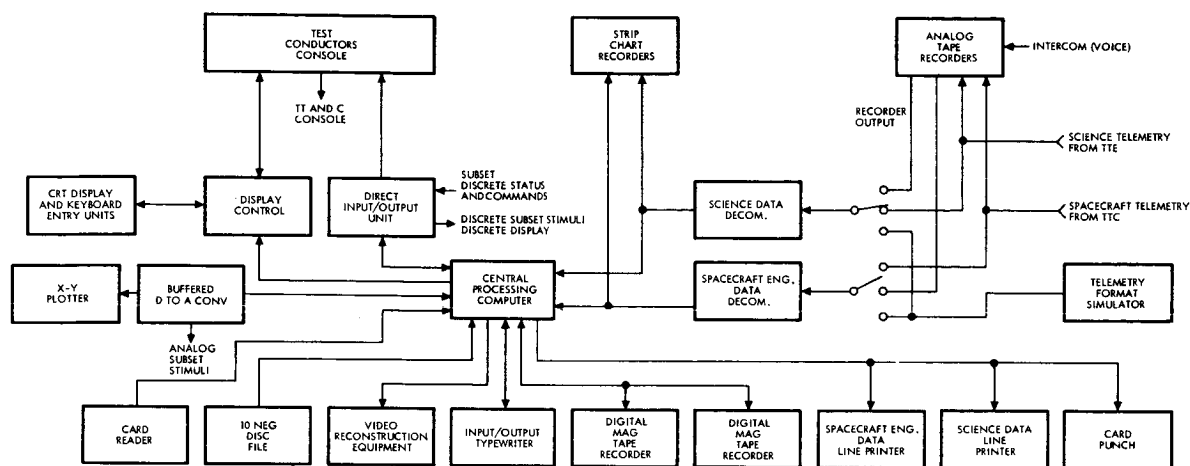 TEST
CONDUCTORS
CONSOLE
STRIP
CHART
RECORDERS
ANALOG
TAPE
RECORDERS
INTERCOM (VOICE)
TT AND C
CONSOLE
RECORDER
OUTPUT
SCIENCE TELEMETRY
FROM TTE
CRT DISPLAY
AND KEYBOARD
ENTRY UNITS
DISPLAY
CONTROL
DIRECT
INPUT/OUTPUT
UNIT
SUBSET
DISCRETE STATUS
AND COMMANDS
DISCRETE SUBSET STIMULI
DISCRETE DISPLAY
SCIENCE DATA
DECOM.
SPACECRAFT TELEMETRY
FROM TTC
X-Y
PLOTTER
BUFFERED
D TO A CONV
CENTRAL
PROCESSING
COMPUTER
SPACECRAFT ENG.
DATA
DECOM.
TELEMETRY
FORMAT
SIMULATOR
ANALOG
SUBSET
STIMULI
CARD
READER
10 NEG
DISC
FILE
VIDEO
RECONSTRUCTION
EQUIPMENT
INPUT/OUTPUT
TYPEWRITER
DIGITAL
MAG
TAPE
RECORDER
DIGITAL
MAG
TAPE
RECORDER
SPACECRAFT ENG.
DATA
LINE PRINTER
SCIENCE DATA
LINE
PRINTER
CARD
PUNCH